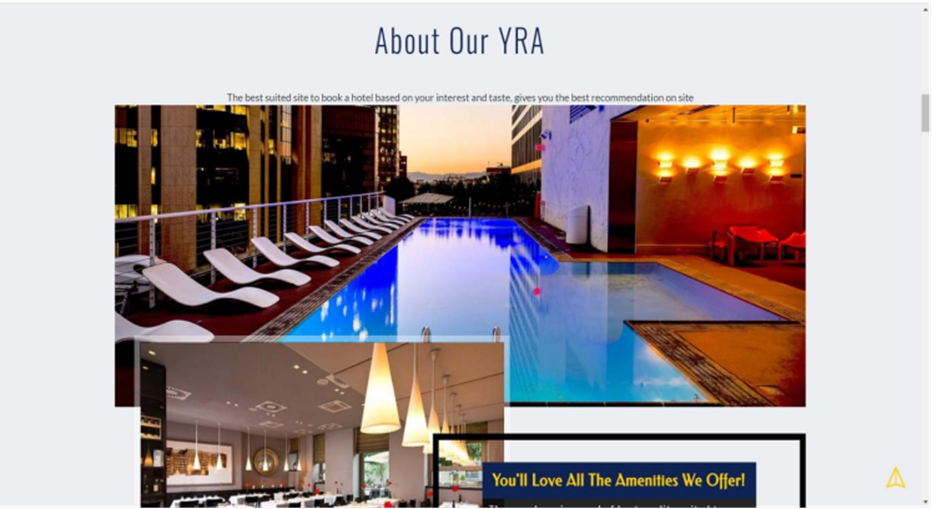 About Our YRA
The best suited site to book a hotel based on your interest and taste, gives you the best recommendation on site
You'll Love All The Amenities We Offer!